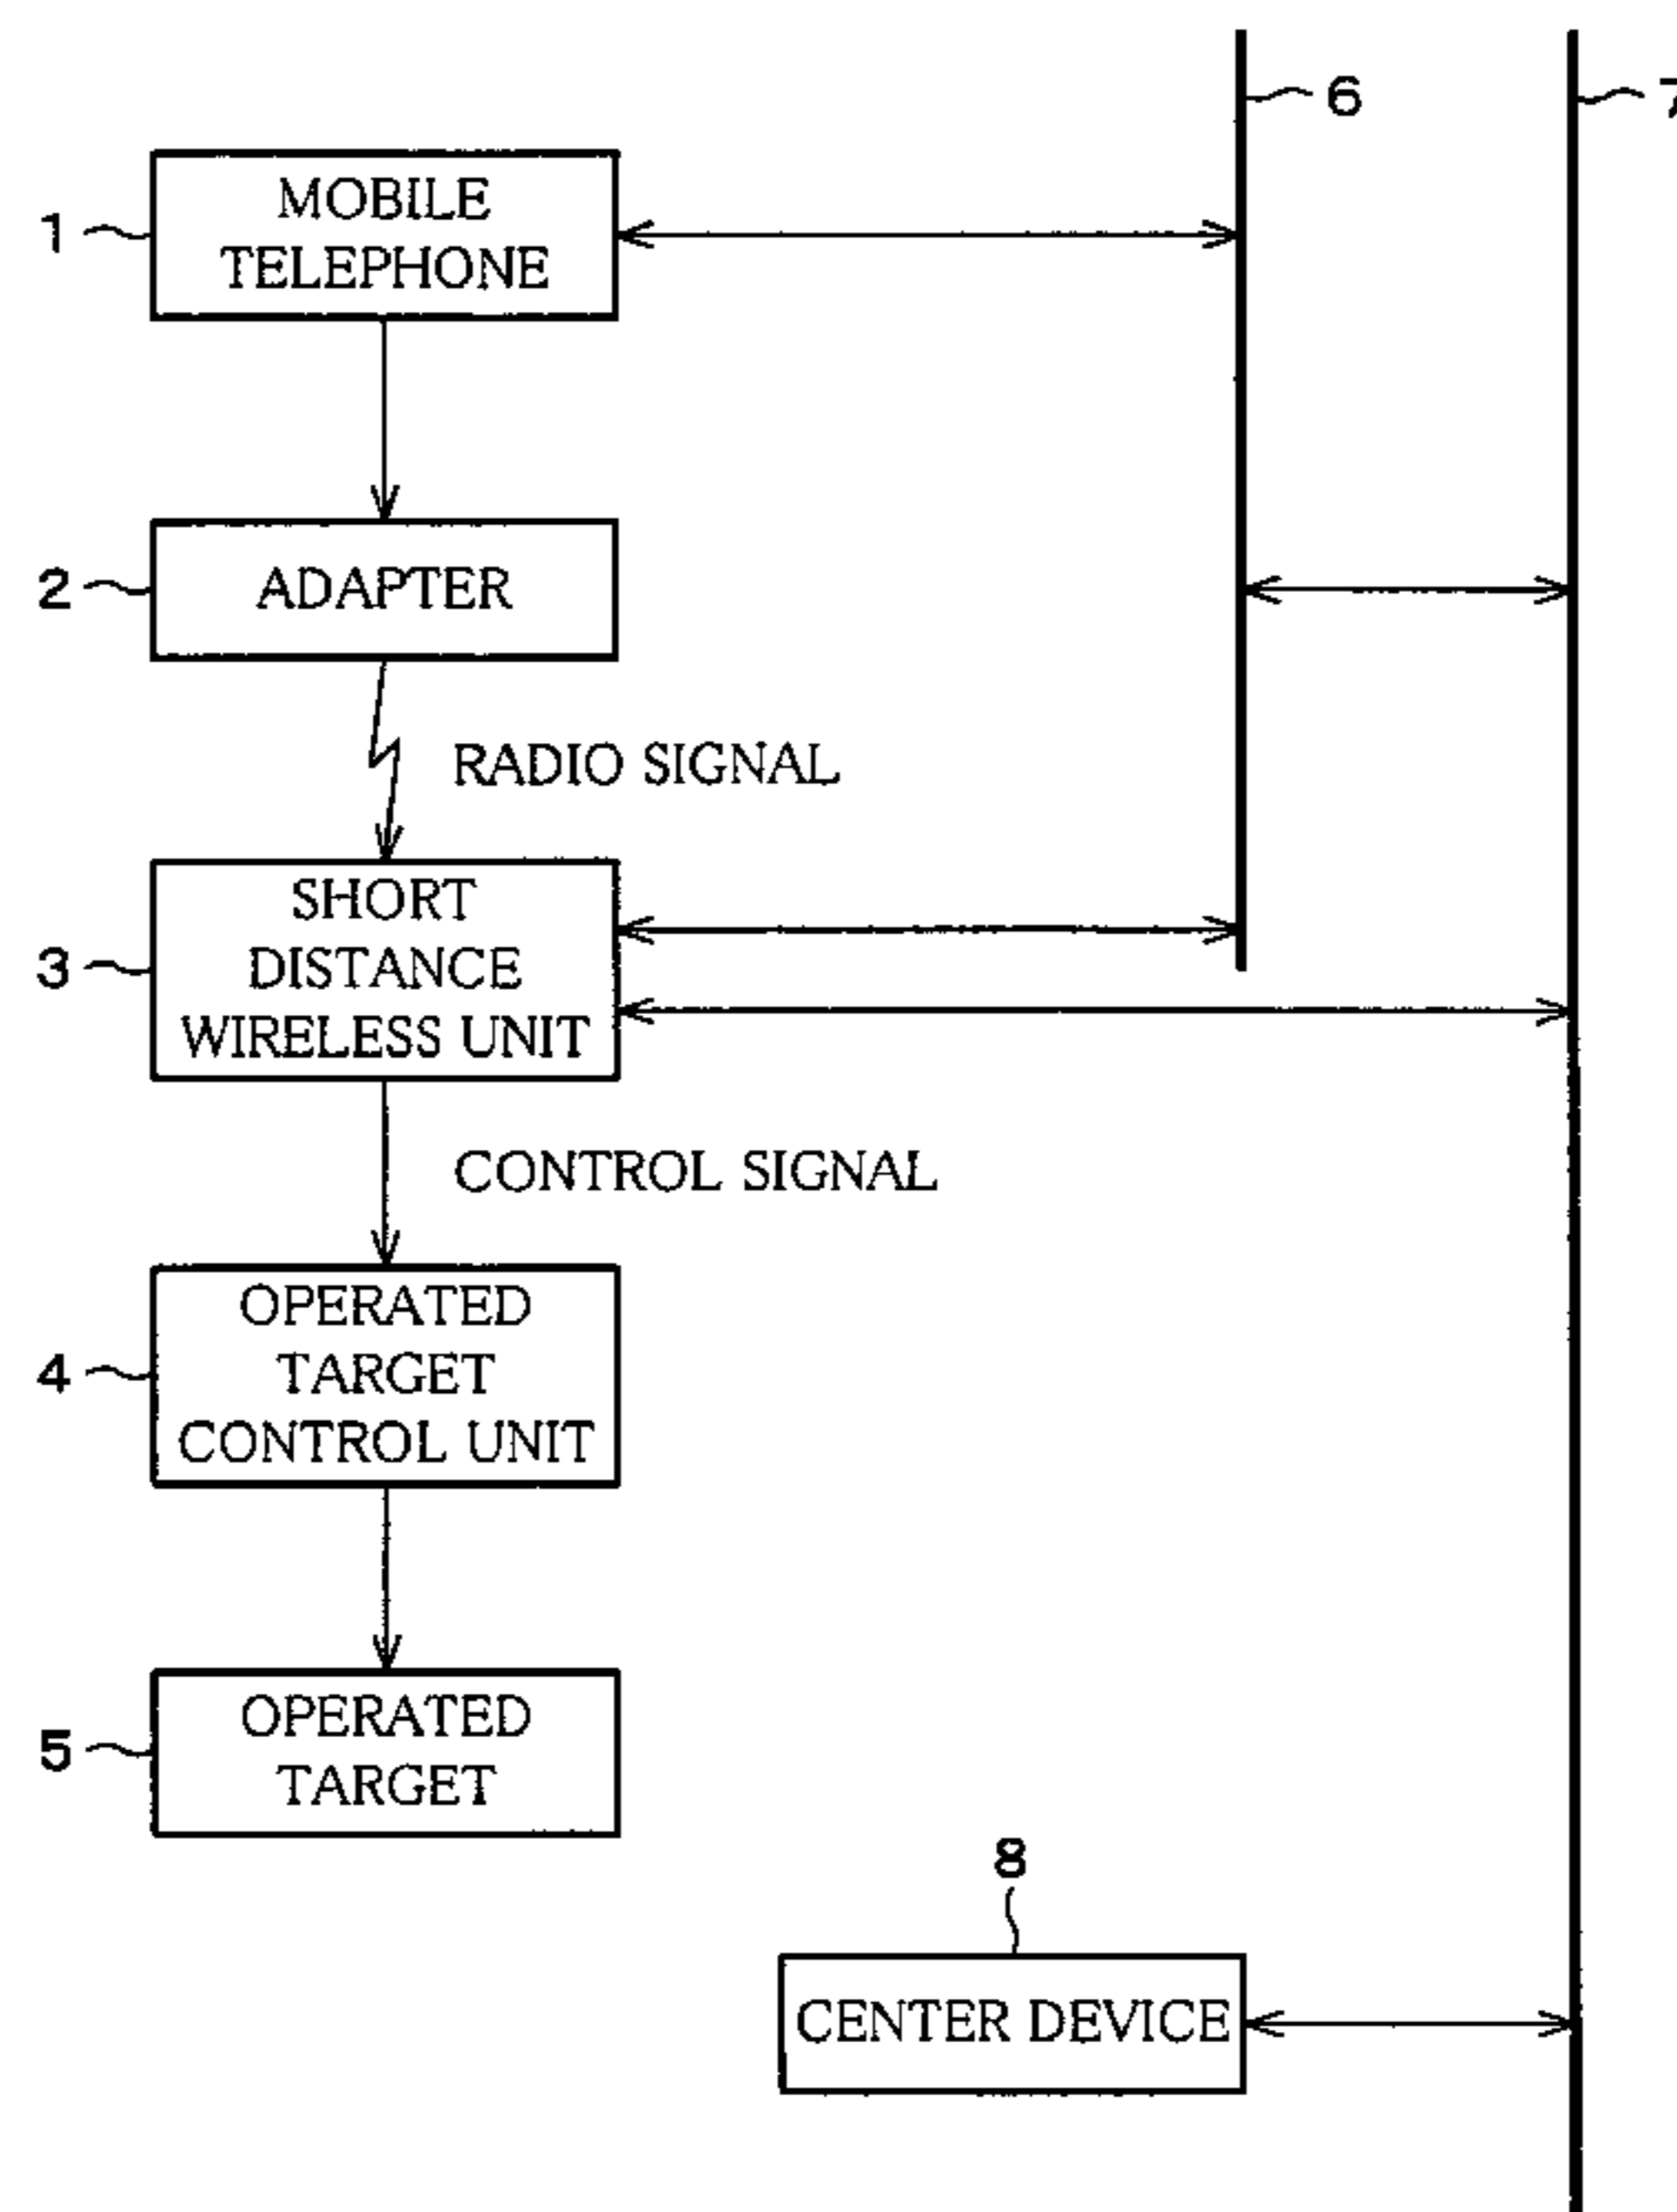 6
7
MOBILE
TELEPHONE
1
2
ADAPTER
RADIO SIGNAL
SHORT
DISTANCE
WIRELESS UNIT
3
CONTROL SIGNAL
OPERATED
TARGET
CONTROL UNIT
4
OPERATED
TARGET
5
8
CENTER DEVICE